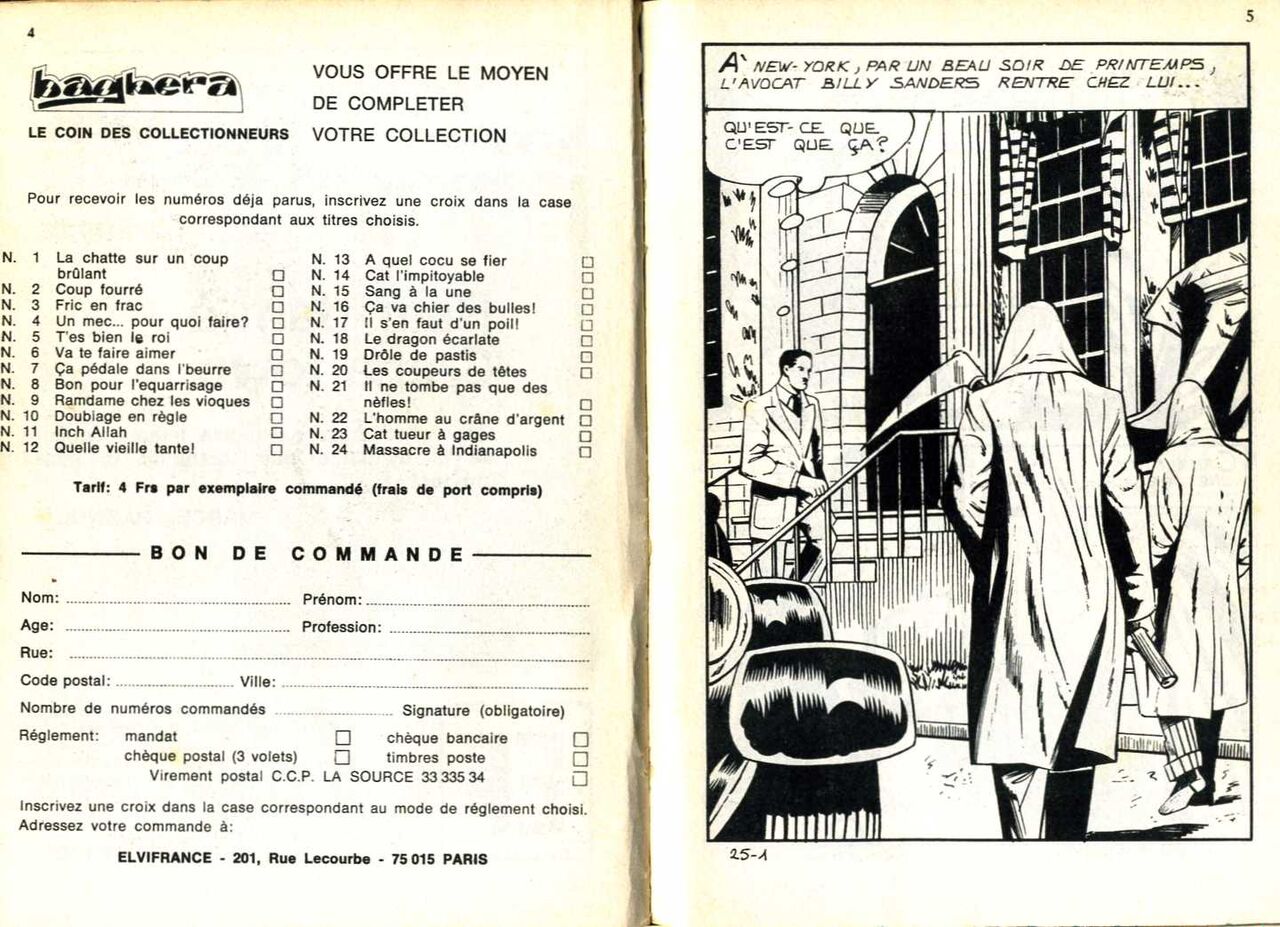 4
baghera
LE COIN DES COLLECTIONNEURS
VOUS OFFRE LE MOYEN
DE COMPLETER
VOTRE COLLECTION
Pour recevoir les numéros déja parus, inscrivez une croix dans la case
correspondant aux titres choisis.
N. 1 La chatte sur un coup
brûlant
N. 2 Coup fourré
N. 3 Fric en frac
N. 4 Un mec... pour quoi faire?
N. 5 T'es bien le roi
N. 6 Va te faire aimer
N. 7 Ça pédale dans l'beurre
N. 8 Bon pour l'equarrisage
N. 9 Ramdame chez les vioques
N. 10 Doublage en règle
N. 11 Inch Allah
N. 12 Quelle vieille tante!
N. 13 A quel cocu se fier
N. 14 Cat l'impitoyable
N. 15 Sang à la une
N. 16 Ça va chier des bulles!
N. 17 Il s'en faut d'un poil!
N. 18 Le dragon écarlate
N. 19 Drôle de pastis
N. 20 Les coupeurs de têtes
N. 21 Il ne tombe pas que des
nèfles!
N. 22 L'homme au crâne d'argent
N. 23 Cat tueur à gages
N. 24 Massacre à Indianapolis
Tarif: 4 Frs par exemplaire commandé (frais de port compris)
BON DE COMMANDE
Nom: Prénom:
Age: Profession:
Rue:
Code postal: Ville:
Nombre de numéros commandés Signature (obligatoire)
Réglement: mandat chèque bancaire
chèque postal (3 volets) timbres poste
Virement postal C.C.P. LA SOURCE 33 335 34
Inscrivez une croix dans la case correspondant au mode de réglement choisi.
Adressez votre commande à:
ELVIFRANCE - 201, Rue Lecourbe - 75 015 PARIS
5
A NEW-YORK, PAR UN BEAU SOIR DE PRINTEMPS,
L'AVOCAT BILLY SANDERS RENTRE CHEZ LUI...
QU'EST-CE QUE
C'EST QUE ÇA?
25-1